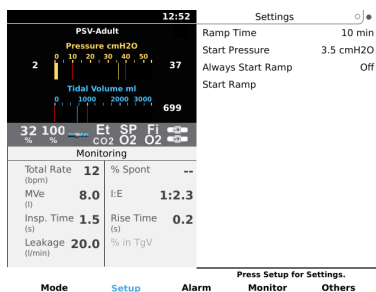 12:52
PSV-Adult
Pressure cmH2O
0 10 20 30 40 50
2 37
Tidal Volume ml
0 1000 2000 3000
699
32 100 Et SP Fi
% % CO2 O2 O2
Monitoring
Total Rate 12 % Spont --
(bpm)
MVe 8.0 I:E 1:2.3
(l)
Insp. Time 1.5 Rise Time 0.2
(s) (s)
Leakage 20.0 % in TgV
(l/min)
Settings
Ramp Time 10 min
Start Pressure 3.5 cmH2O
Always Start Ramp Off
Start Ramp
Press Setup for Settings.
Mode Setup Alarm Monitor Others